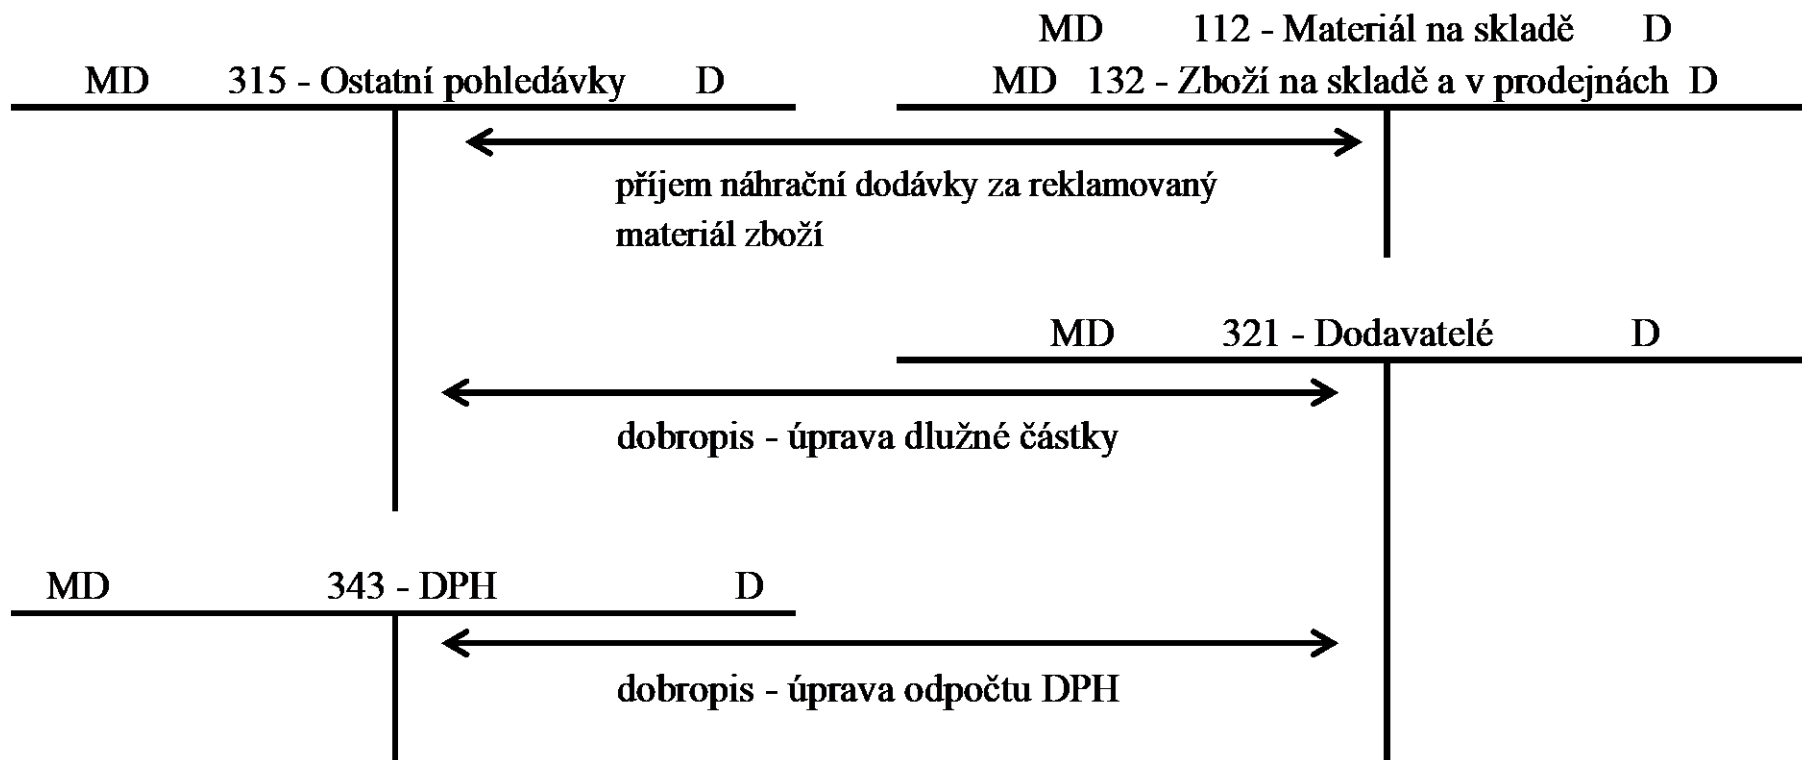 MD 112 - Materiál na skladě D
MD 315 - Ostatní pohledávky D
MD 132 - Zboží na skladě a v prodejnách D
příjem náhrační dodávky za reklamovaný
materiál zboží
MD 321 - Dodavatelé D
dobropis - úprava dlužné částky
MD 343 - DPH D
dobropis - úprava odpočtu DPH